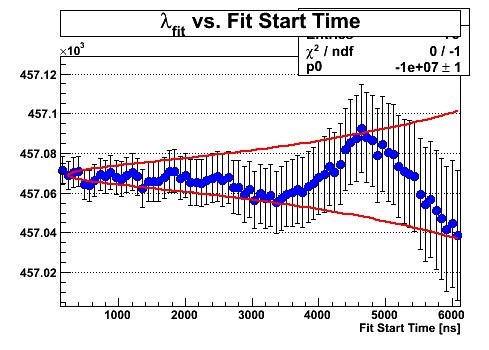 λfit vs. Fit Start Time
χ² / ndf 0 / -1
p0 -1e+07 ± 1
×10³
457.12
457.1
457.08
457.06
457.04
457.02
1000 2000 3000 4000 5000 6000
Fit Start Time [ns]